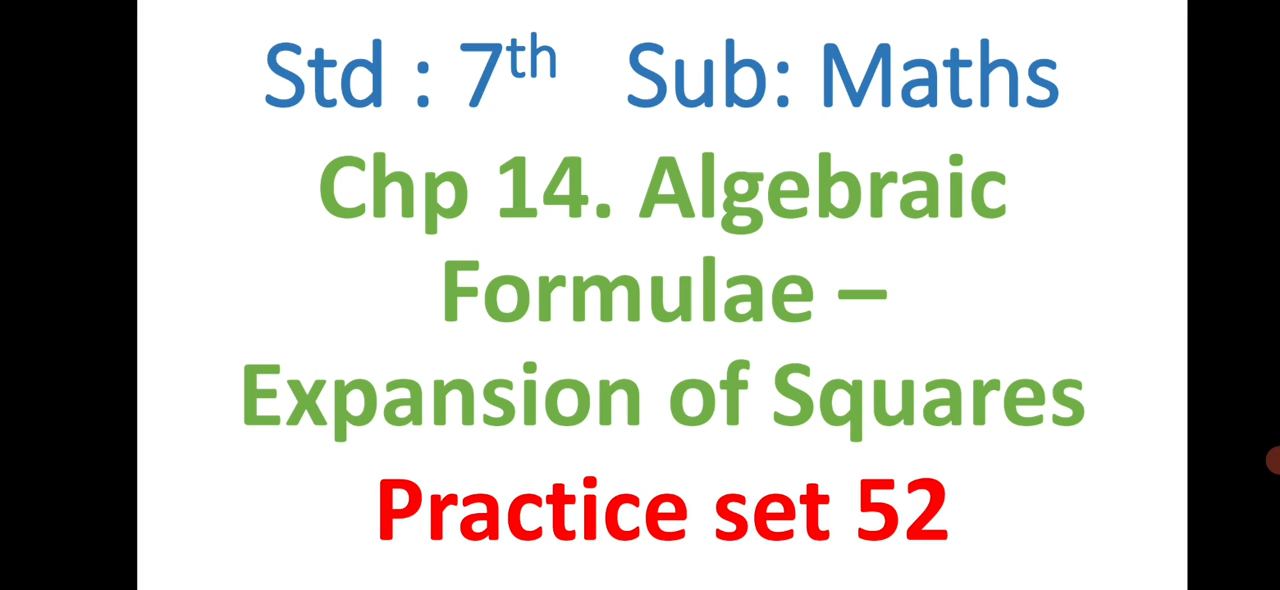 Std : 7th Sub: Maths
Chp 14. Algebraic
Formulae –
Expansion of Squares
Practice set 52